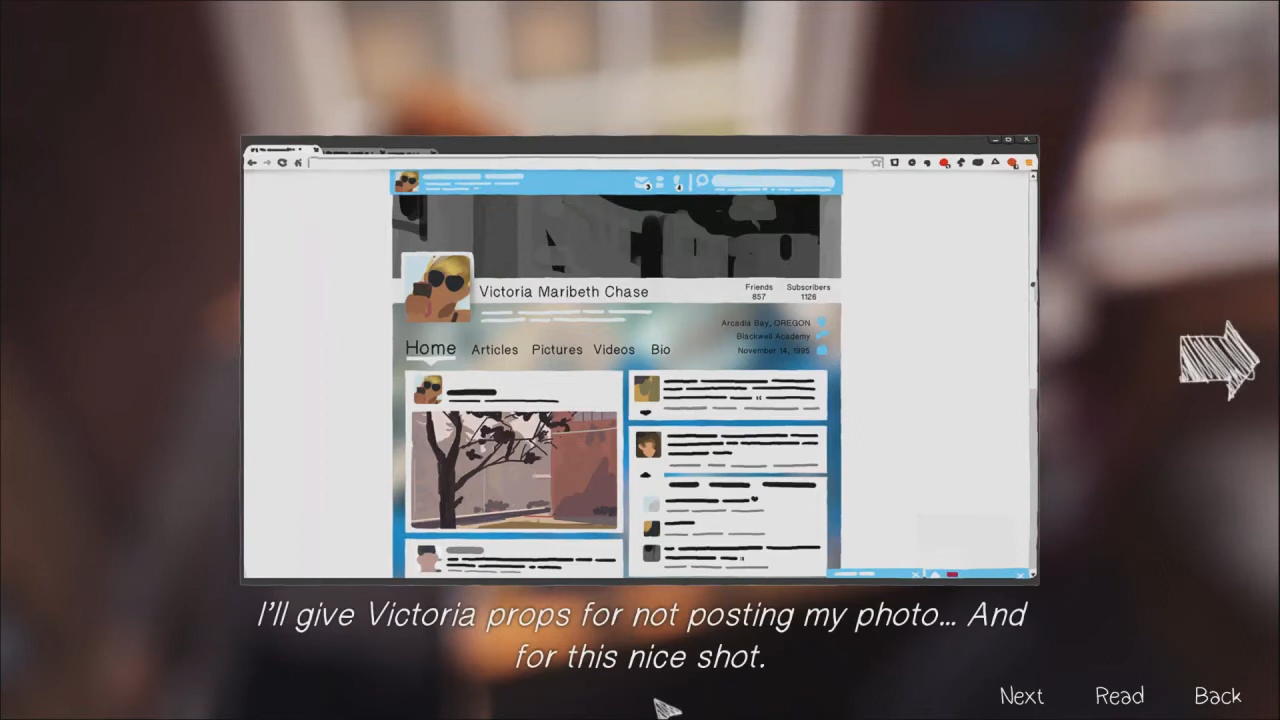 Victoria Maribeth Chase
Friends
857
Subscribers
1126
Arcadia Bay, OREGON
Blackwell Academy
November 14, 1995
Home Articles Pictures Videos Bio
I'll give Victoria props for not posting my photo... And
for this nice shot.
Next Read Back